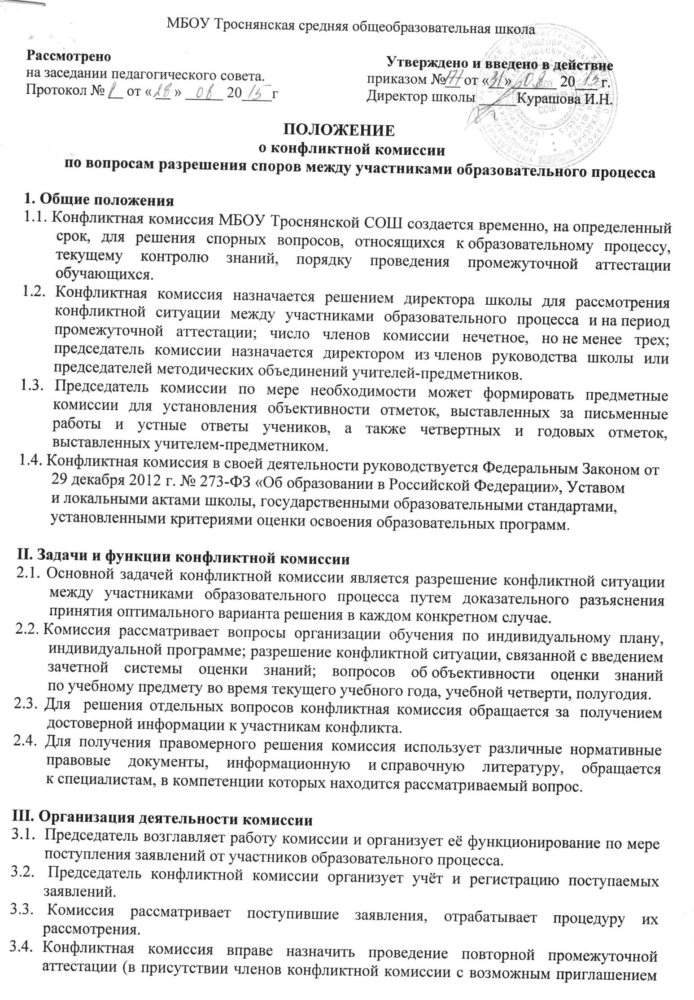 МБОУ Троснянская средняя общеобразовательная школа
Рассмотрено
на заседании педагогического совета.
Протокол № 1 от «28» 08 2015 г
Утверждено и введено в действие
приказом №177 от «31» 08 20 г.
Директор школы ______Курашова И.Н.
МБОУ
СОШ
ПОЛОЖЕНИЕ
о конфликтной комиссии
по вопросам разрешения споров между участниками образовательного процесса
1. Общие положения
1.1. Конфликтная комиссия МБОУ Троснянской СОШ создается временно, на определенный
срок, для решения спорных вопросов, относящихся к образовательному процессу,
текущему контролю знаний, порядку проведения промежуточной аттестации
обучающихся.
1.2. Конфликтная комиссия назначается решением директора школы для рассмотрения
конфликтной ситуации между участниками образовательного процесса и на период
промежуточной аттестации; число членов комиссии нечетное, но не менее трех;
председатель комиссии назначается директором из членов руководства школы или
председателей методических объединений учителей-предметников.
1.3. Председатель комиссии по мере необходимости может формировать предметные
комиссии для установления объективности отметок, выставленных за письменные
работы и устные ответы учеников, а также четвертных и годовых отметок,
выставленных учителем-предметником.
1.4. Конфликтная комиссия в своей деятельности руководствуется Федеральным Законом от
29 декабря 2012 г. № 273-ФЗ «Об образовании в Российской Федерации», Уставом
и локальными актами школы, государственными образовательными стандартами,
установленными критериями оценки освоения образовательных программ.
II. Задачи и функции конфликтной комиссии
2.1. Основной задачей конфликтной комиссии является разрешение конфликтной ситуации
между участниками образовательного процесса путем доказательного разъяснения
принятия оптимального варианта решения в каждом конкретном случае.
2.2. Комиссия рассматривает вопросы организации обучения по индивидуальному плану,
индивидуальной программе; разрешение конфликтной ситуации, связанной с введением
зачетной системы оценки знаний; вопросов об объективности оценки знаний
по учебному предмету во время текущего учебного года, учебной четверти, полугодия.
2.3. Для решения отдельных вопросов конфликтная комиссия обращается за получением
достоверной информации к участникам конфликта.
2.4. Для получения правомерного решения комиссия использует различные нормативные
правовые документы, информационную и справочную литературу, обращается
к специалистам, в компетенции которых находится рассматриваемый вопрос.
III. Организация деятельности комиссии
3.1. Председатель возглавляет работу комиссии и организует её функционирование по мере
поступления заявлений от участников образовательного процесса.
3.2. Председатель конфликтной комиссии организует учёт и регистрацию поступаемых
заявлений.
3.3. Комиссия рассматривает поступившие заявления, отрабатывает процедуру их
рассмотрения.
3.4. Конфликтная комиссия вправе назначить проведение повторной промежуточной
аттестации (в присутствии членов конфликтной комиссии с возможным приглашением